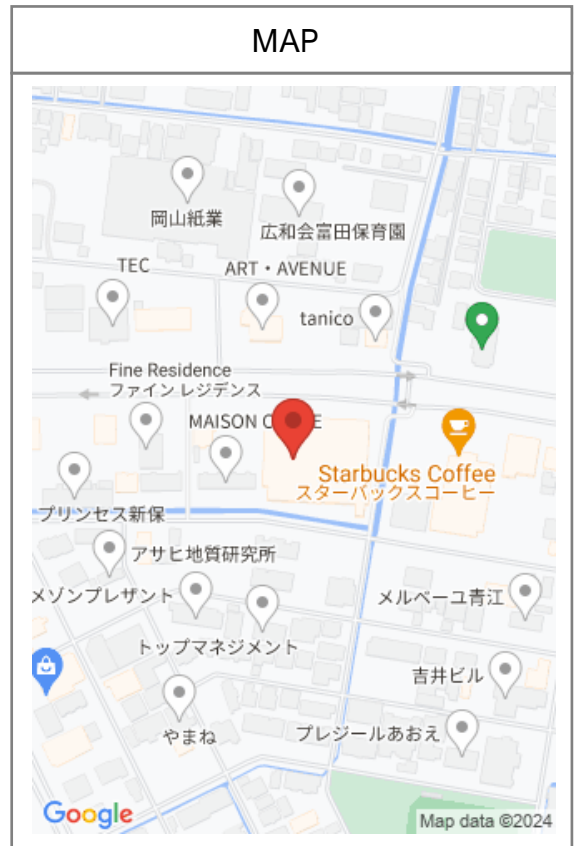 MAP
岡山紙業
広和会富田保育園
TEC
ART・AVENUE
tanico
Fine Residence
ファインレジデンス
MAISON
Starbucks Coffee
スターバックスコーヒー
プリンセス新保
アサヒ地質研究所
メゾンプレザント
メルベーユ青江
トップマネジメント
吉井ビル
やまね
プレジールあおえ
Google
Map data ©2024